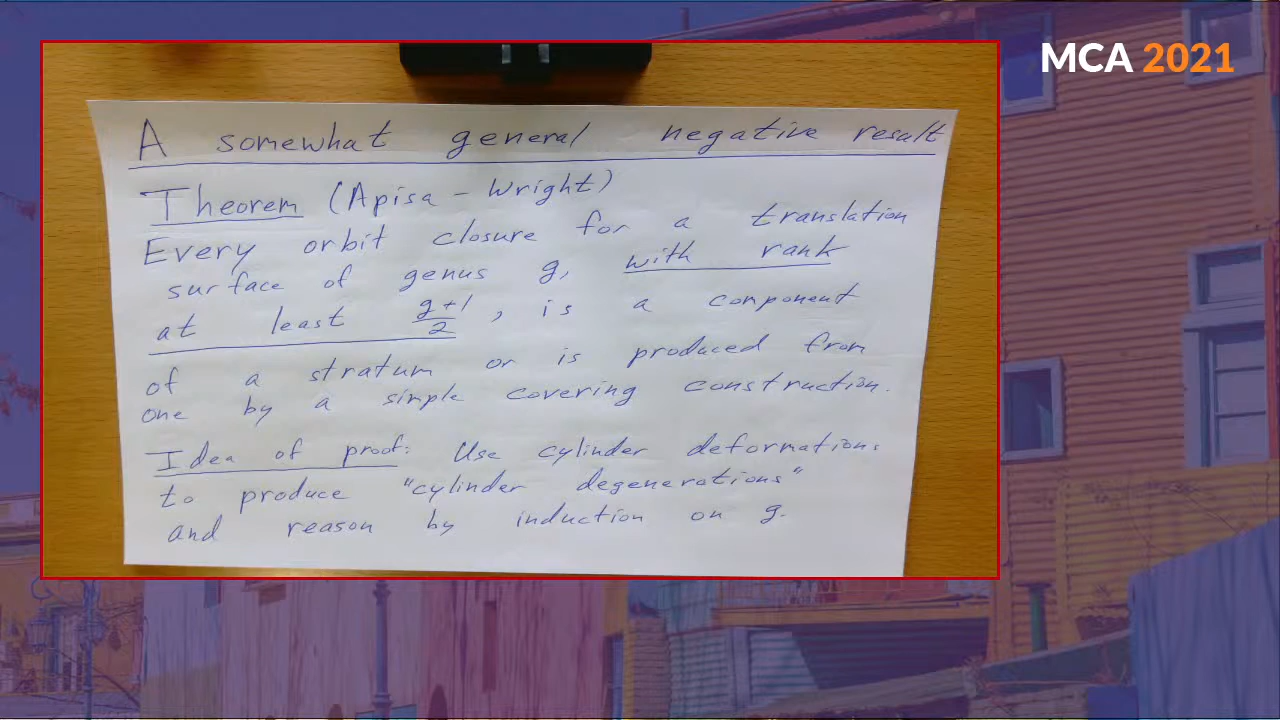 MCA 2021
A somewhat general negative result
Theorem (Apisa - Wright)
Every orbit closure for a translation
surface of genus g, with rank
at least g+1/2, is a component
of a stratum or is produced from
one by a simple covering construction.
Idea of proof: Use cylinder deformations
to produce "cylinder degenerations"
and reason by induction on g.